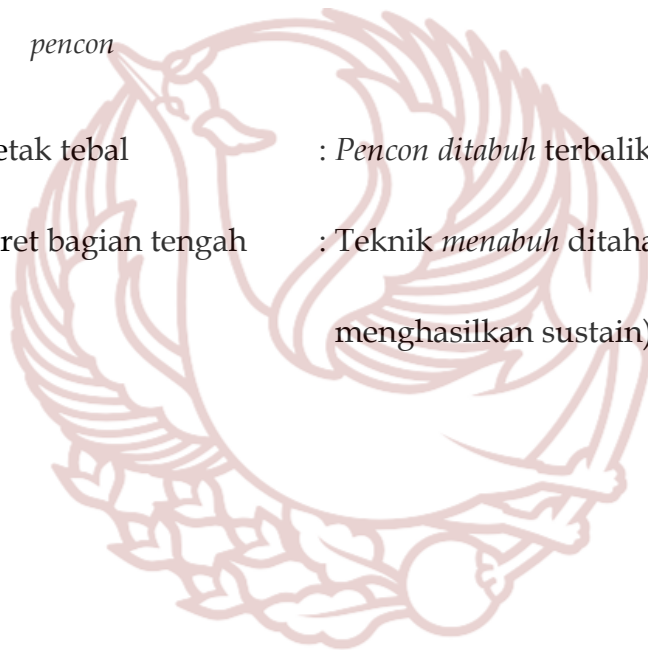 pencon
etak tebal : Pencon ditabuh terbalik
ret bagian tengah : Teknik menabuh ditaha
menghasilkan sustain)